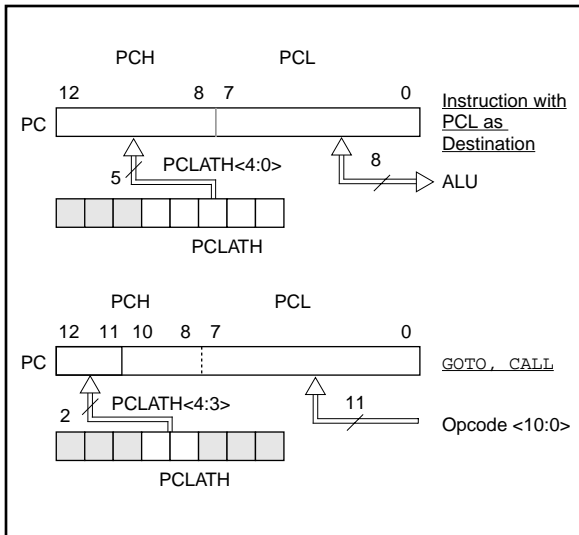 PCH PCL
12 8 7 0
PC
Instruction with
PCL as
Destination
PCLATH<4:0>
5
8
ALU
PCLATH
PCH PCL
12 11 10 8 7 0
PC
GOTO, CALL
PCLATH<4:3>
2
11
Opcode <10:0>
PCLATH